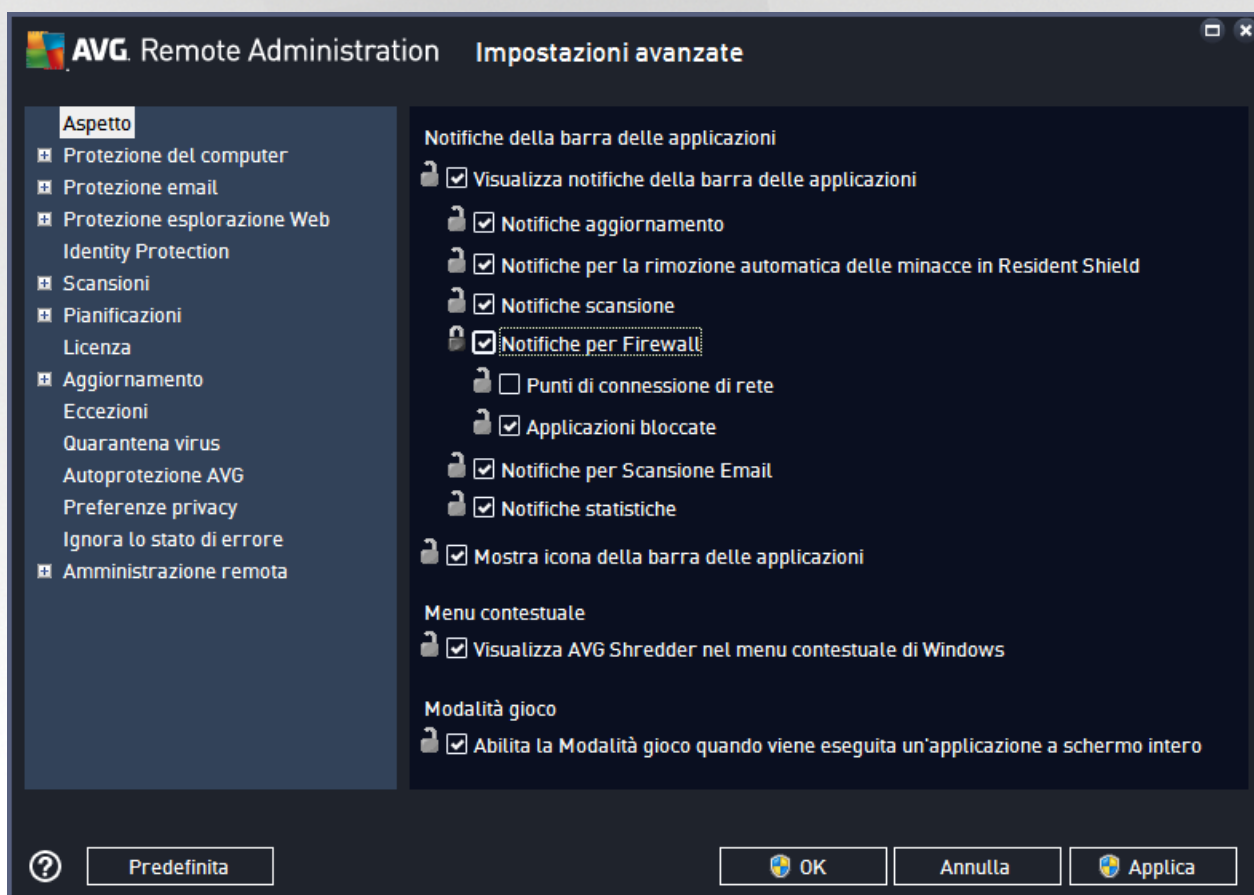 AVG. Remote Administration Impostazioni avanzate
Aspetto
Protezione del computer
Protezione email
Protezione esplorazione Web
Identity Protection
Scansioni
Pianificazioni
Licenza
Aggiornamento
Eccezioni
Quarantena virus
Autoprotezione AVG
Preferenze privacy
Ignora lo stato di errore
Amministrazione remota
Notifiche della barra delle applicazioni
Visualizza notifiche della barra delle applicazioni
Notifiche aggiornamento
Notifiche per la rimozione automatica delle minacce in Resident Shield
Notifiche scansione
Notifiche per Firewall
Punti di connessione di rete
Applicazioni bloccate
Notifiche per Scansione Email
Notifiche statistiche
Mostra icona della barra delle applicazioni
Menu contestuale
Visualizza AVG Shredder nel menu contestuale di Windows
Modalità gioco
Abilita la Modalità gioco quando viene eseguita un'applicazione a schermo intero
? Predefinita OK Annulla Applica